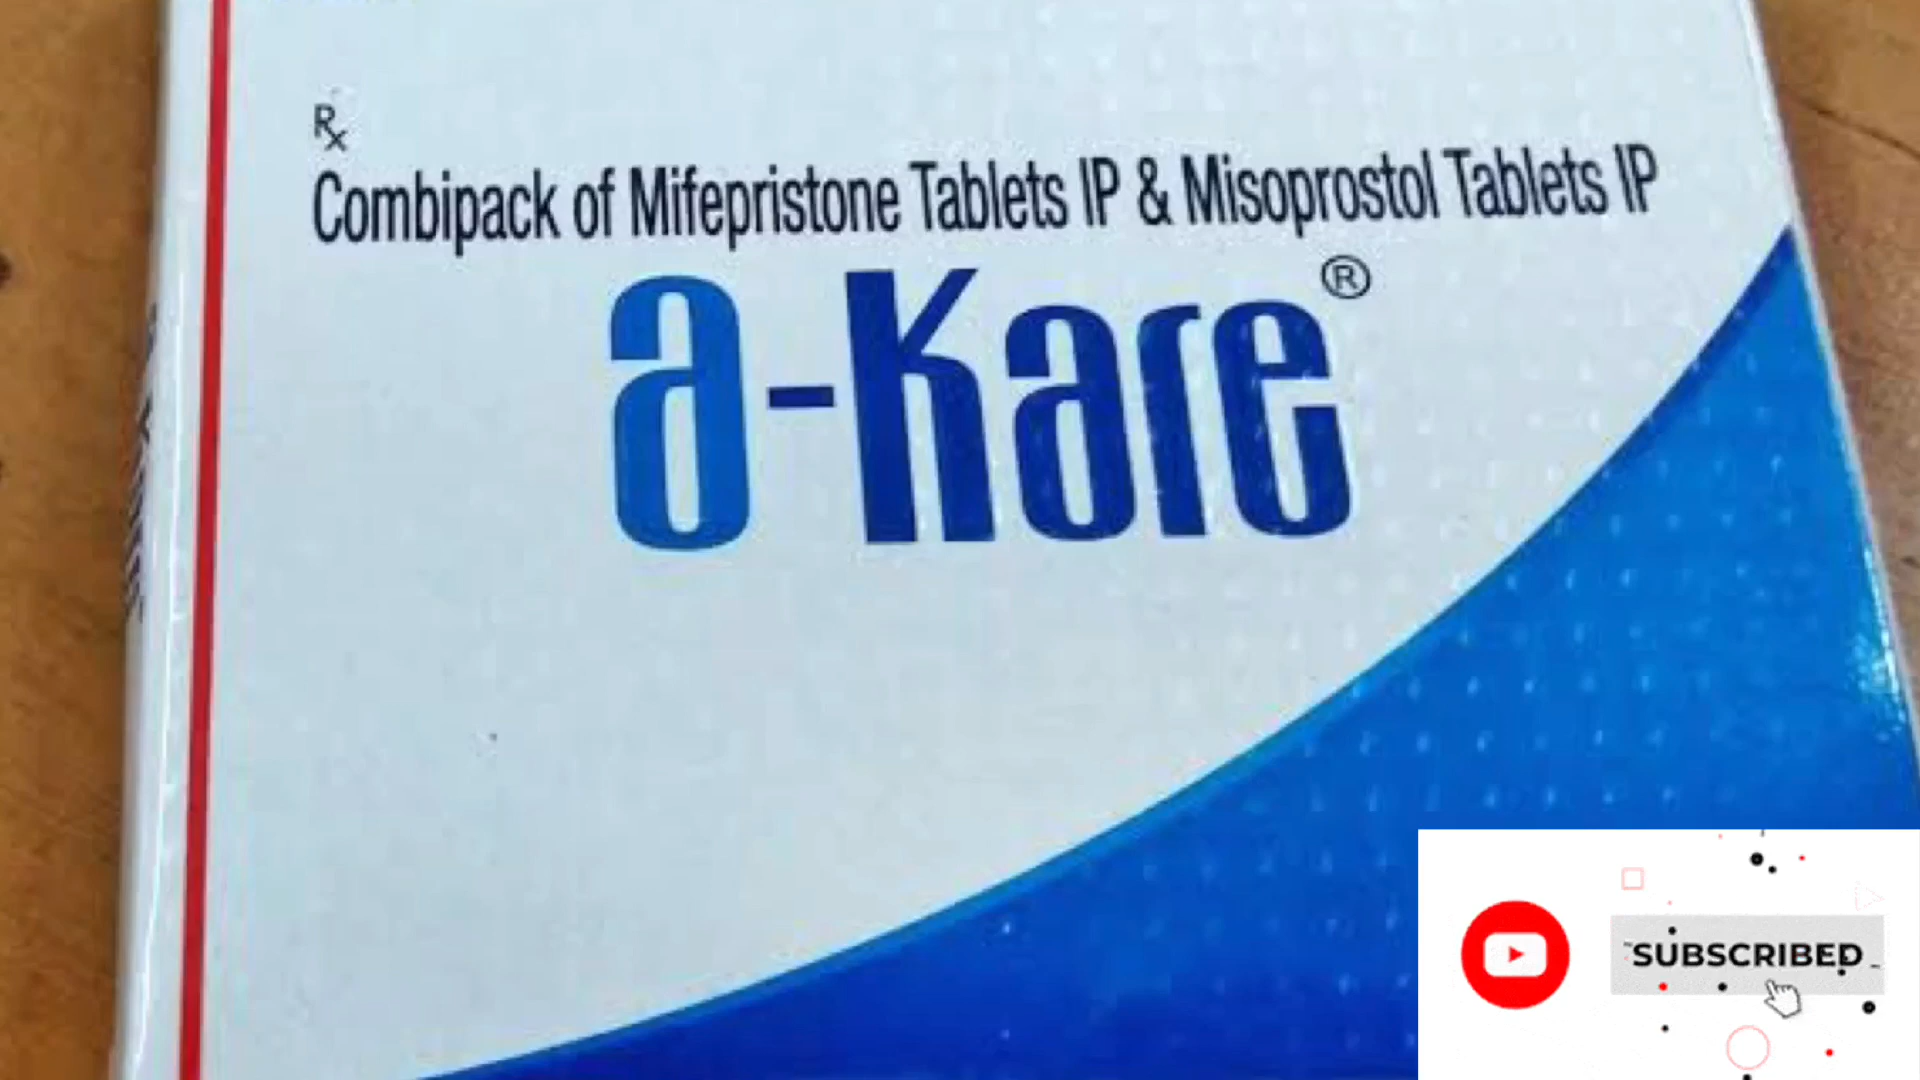 Rx
Combipack of Mifepristone Tablets IP & Misoprostol Tablets IP
a-Kare®
SUBSCRIBED